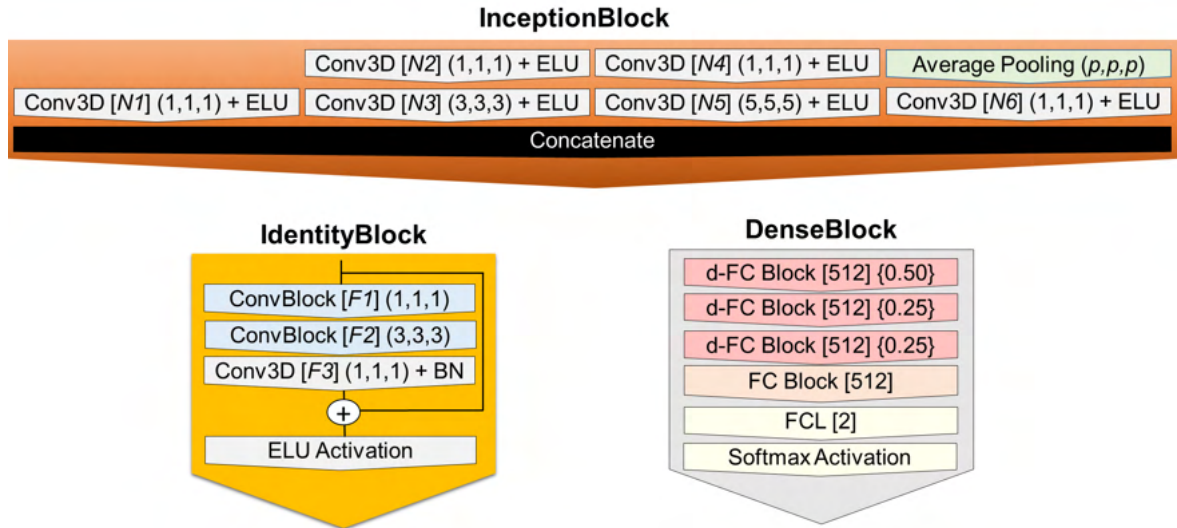 InceptionBlock
Conv3D [N2] (1,1,1) + ELU
Conv3D [N4] (1,1,1) + ELU
Average Pooling (p,p,p)
Conv3D [N1] (1,1,1) + ELU
Conv3D [N3] (3,3,3) + ELU
Conv3D [N5] (5,5,5) + ELU
Conv3D [N6] (1,1,1) + ELU
Concatenate
IdentityBlock
ConvBlock [F1] (1,1,1)
ConvBlock [F2] (3,3,3)
Conv3D [F3] (1,1,1) + BN
+
ELU Activation
DenseBlock
d-FC Block [512] {0.50}
d-FC Block [512] {0.25}
d-FC Block [512] {0.25}
FC Block [512]
FCL [2]
Softmax Activation